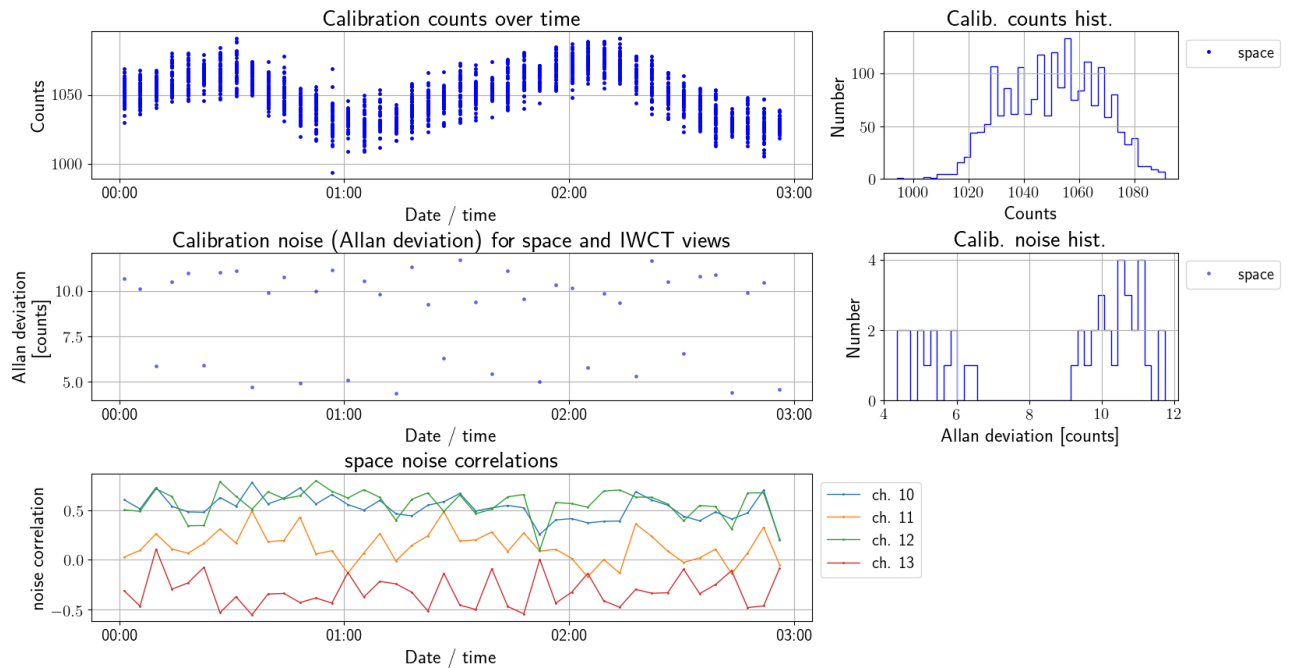 Calibration counts over time
Counts
1050
1000
00:00 01:00 02:00 03:00
Date / time
Calib. counts hist.
Number
100
50
0
1000 1020 1040 1060 1080
Counts
space
Calibration noise (Allan deviation) for space and IWCT views
Allan deviation
[counts]
10.0
7.5
5.0
00:00 01:00 02:00 03:00
Date / time
Calib. noise hist.
Number
4
2
0
4 6 8 10 12
Allan deviation [counts]
space
space noise correlations
noise correlation
0.5
0.0
−0.5
00:00 01:00 02:00 03:00
Date / time
ch. 10
ch. 11
ch. 12
ch. 13